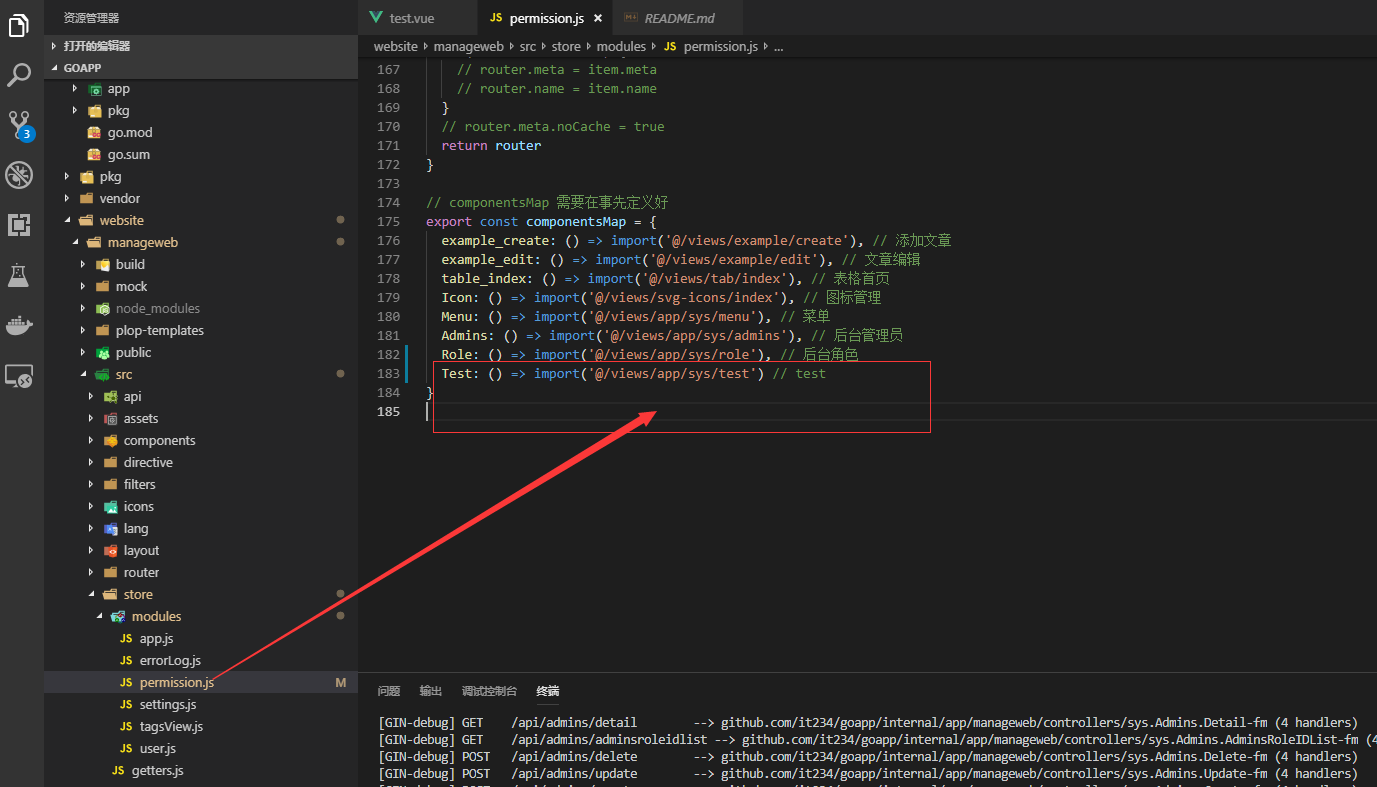 资源管理器
打开的编辑器
GOAPP
app
pkg
go.mod
go.sum
pkg
vendor
website
manageweb
build
mock
node_modules
plop-templates
public
src
api
assets
components
directive
filters
icons
lang
layout
router
store
modules
JS app.js
JS errorLog.js
JS permission.js M
JS settings.js
JS tagsView.js
JS user.js
JS getters.js
3
test.vue JS permission.js × README.md
website manageweb src store modules JS permission.js ...
167 // router.meta = item.meta
168 // router.name = item.name
169 }
170 // router.meta.noCache = true
171 return router
172 }
173
174 // componentsMap 需要在事先定义好
175 export const componentsMap = {
176 example_create: () => import('@/views/example/create'), // 添加文章
177 example_edit: () => import('@/views/example/edit'), // 文章编辑
178 table_index: () => import('@/views/tab/index'), // 表格首页
179 Icon: () => import('@/views/svg-icons/index'), // 图标管理
180 Menu: () => import('@/views/app/sys/menu'), // 菜单
181 Admins: () => import('@/views/app/sys/admins'), // 后台管理员
182 Role: () => import('@/views/app/sys/role'), // 后台角色
183 Test: () => import('@/views/app/sys/test') // test
184 }
185
问题 输出 调试控制台 终端
[GIN-debug] GET /api/admins/detail --> github.com/it234/goapp/internal/app/manageweb/controllers/sys.Admins.Detail-fm (4 handlers)
[GIN-debug] GET /api/admins/adminsroleidlist --> github.com/it234/goapp/internal/app/manageweb/controllers/sys.Admins.AdminsRoleIDList-fm (4
[GIN-debug] POST /api/admins/delete --> github.com/it234/goapp/internal/app/manageweb/controllers/sys.Admins.Delete-fm (4 handlers)
[GIN-debug] POST /api/admins/update --> github.com/it234/goapp/internal/app/manageweb/controllers/sys.Admins.Update-fm (4 handlers)